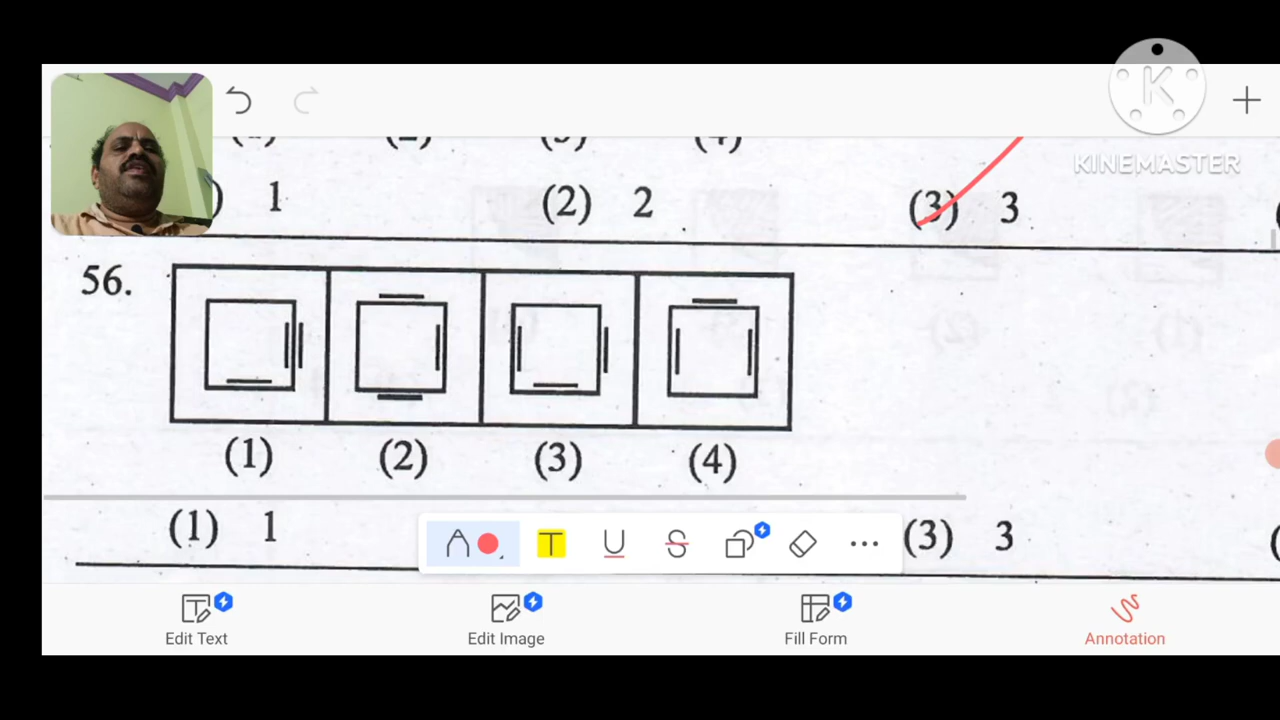 KINEMASTER
1 (2) 2 (3) 3
56.
(1) (2) (3) (4)
(1) 1 (3) 3
Edit Text Edit Image Fill Form Annotation